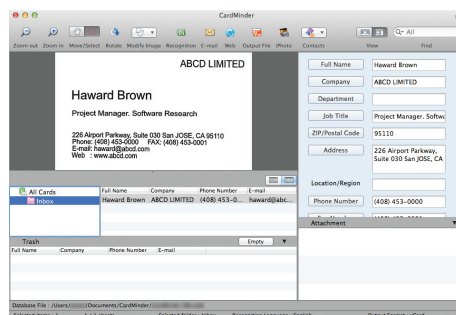 CardMinder
Zoom out Zoom in Move/Select Rotate Modify Image Recognition E-mail Web Output File iPhoto Contacts View Find
All
ABCD LIMITED
Haward Brown
Project Manager. Software Research
226 Airport Parkway, Suite 030 San JOSE, CA 95110
Phone: (408) 453-0000 FAX: (408) 453-0001
E-mail: haward@abcd.com
Web : www.abcd.com
Full Name Haward Brown
Company ABCD LIMITED
Department
Job Title Project Manager. Softwa
ZIP/Postal Code 95110
Address 226 Airport Parkway,
Suite 030 San JOSE, CA
Location/Region
Phone Number (408) 453-0000
Attachment
All Cards
Inbox
Full Name Company Phone Number E-mail
Haward Brown ABCD LIMITED (408) 453-0... haward@abc...
Trash Empty
Full Name Company Phone Number E-mail
Database File : /Users/ /Documents/CardMinder/